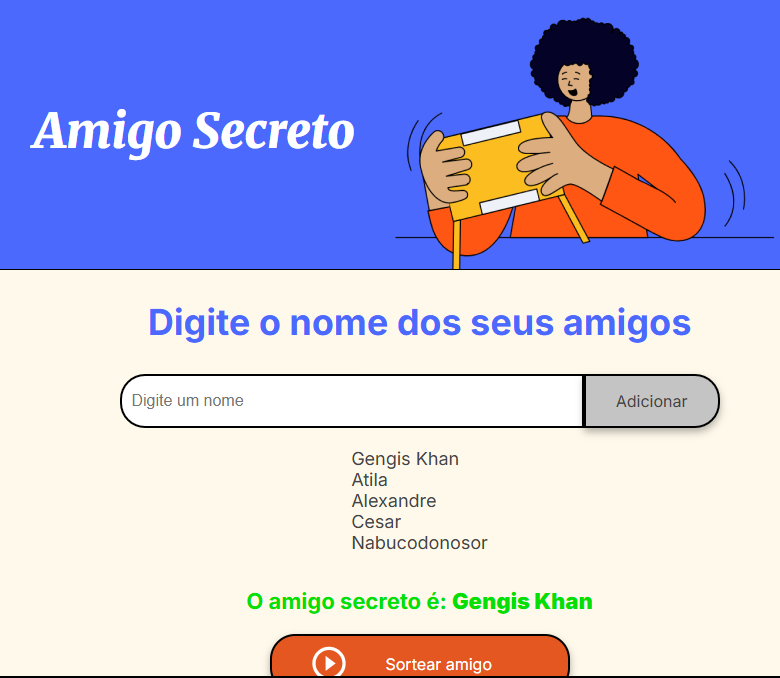 Amigo Secreto
Digite o nome dos seus amigos
Digite um nome
Adicionar
Gengis Khan
Atila
Alexandre
Cesar
Nabucodonosor
O amigo secreto é: Gengis Khan
Sortear amigo